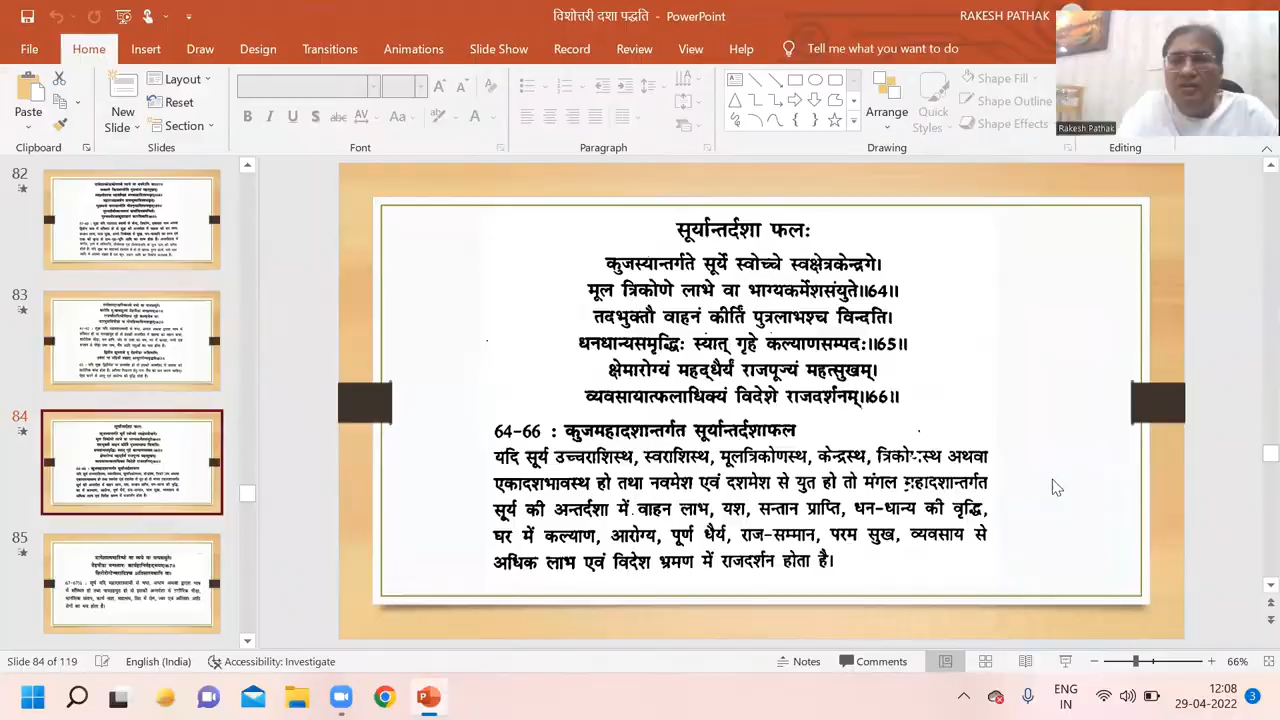 विशोत्तरी दशा पद्धति - PowerPoint
RAKESH PATHAK
File Home Insert Draw Design Transitions Animations Slide Show Record Review View Help Tell me what you want to do
Paste
New Slide
Layout
Reset
Section
Arrange
Quick Styles
Shape Fill
Shape Outline
Shape Effects
Rakesh Pathak
Clipboard Slides Font Paragraph Drawing Editing
82
83
84
85
सूर्यान्तर्दशा फल:
कुजस्यान्तर्गते सूर्ये स्वोच्चे स्वक्षेत्रकेन्द्रगे।
मूल त्रिकोणे लाभे वा भाग्यकर्मेशसंयुते॥64॥
तदभुक्तौ वाहनं कीर्तिं पुत्रलाभश्च विन्दति।
धनधान्यसमृद्धिः स्यात् गृहे कल्याणसम्पदः॥65॥
क्षेमारोग्यं महद्धैर्यं राजपूज्यं महत्सुखम्।
व्यवसायात्फलाधिक्यं विदेशे राजदर्शनम्॥66॥
64-66 : कुजमहादशान्तर्गत सूर्यान्तर्दशाफल
यदि सूर्य उच्चराशिस्थ, स्वराशिस्थ, मूलत्रिकोणस्थ, केन्द्रस्थ, त्रिकोणस्थ अथवा
एकादशभावस्थ हो तथा नवमेश एवं दशमेश से युत हो तो मंगल महादशान्तर्गत
सूर्य की अन्तर्दशा में वाहन लाभ, यश, सन्तान प्राप्ति, धन-धान्य की वृद्धि,
घर में कल्याण, आरोग्य, पूर्ण धैर्य, राज-सम्मान, परम सुख, व्यवसाय से
अधिक लाभ एवं विदेश भ्रमण में राजदर्शन होता है।
Slide 84 of 119 English (India) Accessibility: Investigate Notes Comments 66%
ENG 12:08
IN 29-04-2022 3